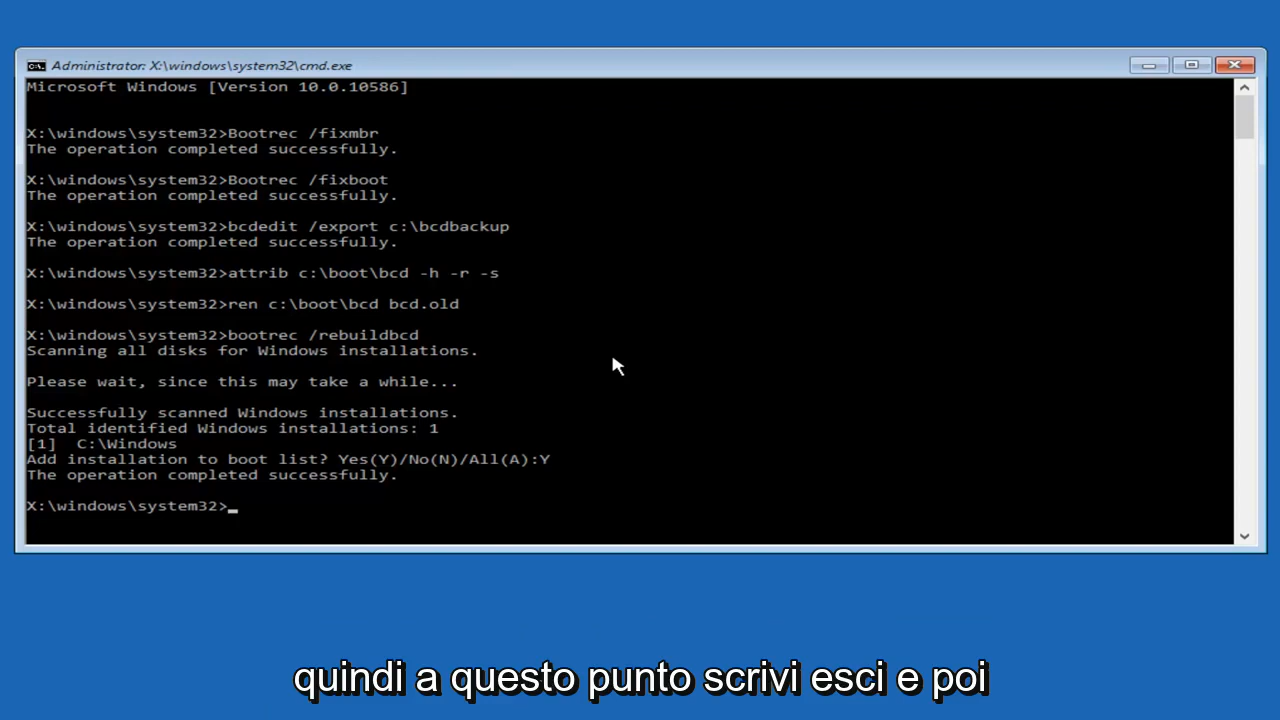 Administrator: X:\windows\system32\cmd.exe
Microsoft Windows [Version 10.0.10586]
X:\windows\system32>Bootrec /fixmbr
The operation completed successfully.
X:\windows\system32>Bootrec /fixboot
The operation completed successfully.
X:\windows\system32>bcdedit /export c:\bcdbackup
The operation completed successfully.
X:\windows\system32>attrib c:\boot\bcd -h -r -s
X:\windows\system32>ren c:\boot\bcd bcd.old
X:\windows\system32>bootrec /rebuildbcd
Scanning all disks for Windows installations.
Please wait, since this may take a while...
Successfully scanned Windows installations.
Total identified Windows installations: 1
[1]  C:\Windows
Add installation to boot list? Yes(Y)/No(N)/All(A):Y
The operation completed successfully.
X:\windows\system32>_
quindi a questo punto scrivi esci e poi